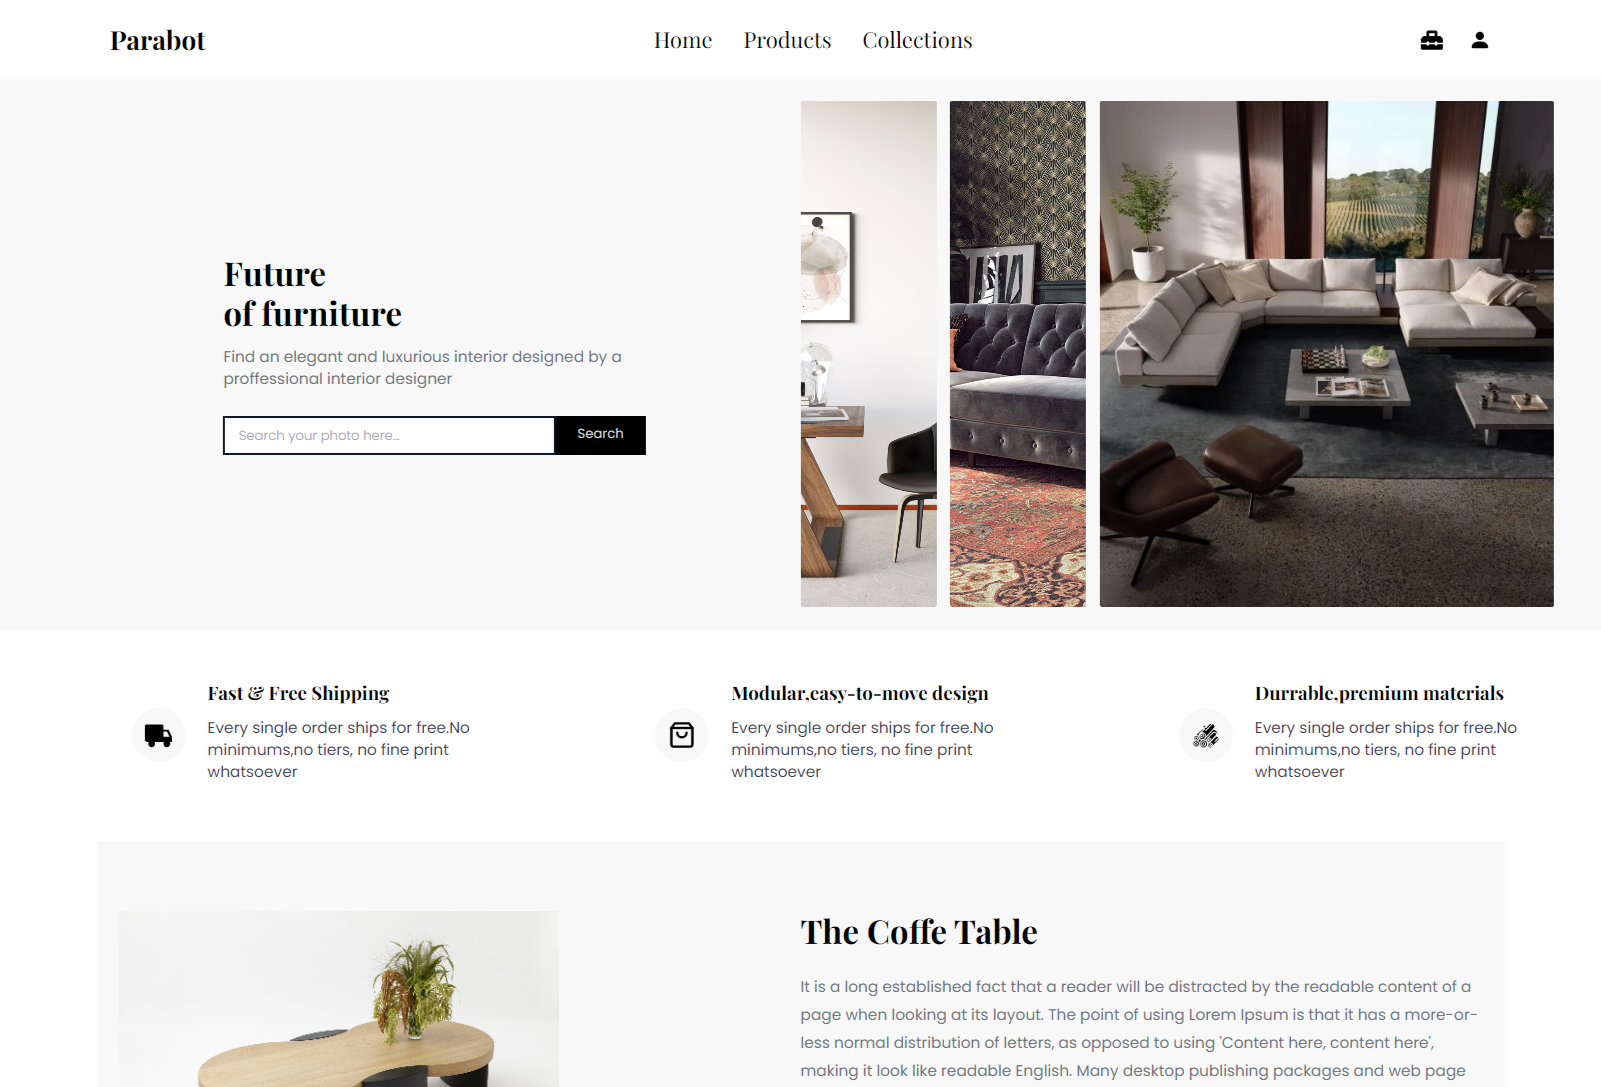 Parabot
Home Products Collections
Future
of furniture
Find an elegant and luxurious interior designed by a
proffessional interior designer
Search your photo here...
Search
Fast & Free Shipping
Every single order ships for free.No
minimums,no tiers, no fine print
whatsoever
Modular,easy-to-move design
Every single order ships for free.No
minimums,no tiers, no fine print
whatsoever
Durrable,premium matcrials
Every single order ships for free.No
minimums,no tiers, no fine print
whatsoever
The Coffe Table
It is a long established fact that a reader will be distracted by the readable content of a
page when looking at its layout. The point of using Lorem Ipsum is that it has a more-or-
less normal distribution of letters, as opposed to using 'Content here, content here',
making it look like readable English. Many desktop publishing packages and web page